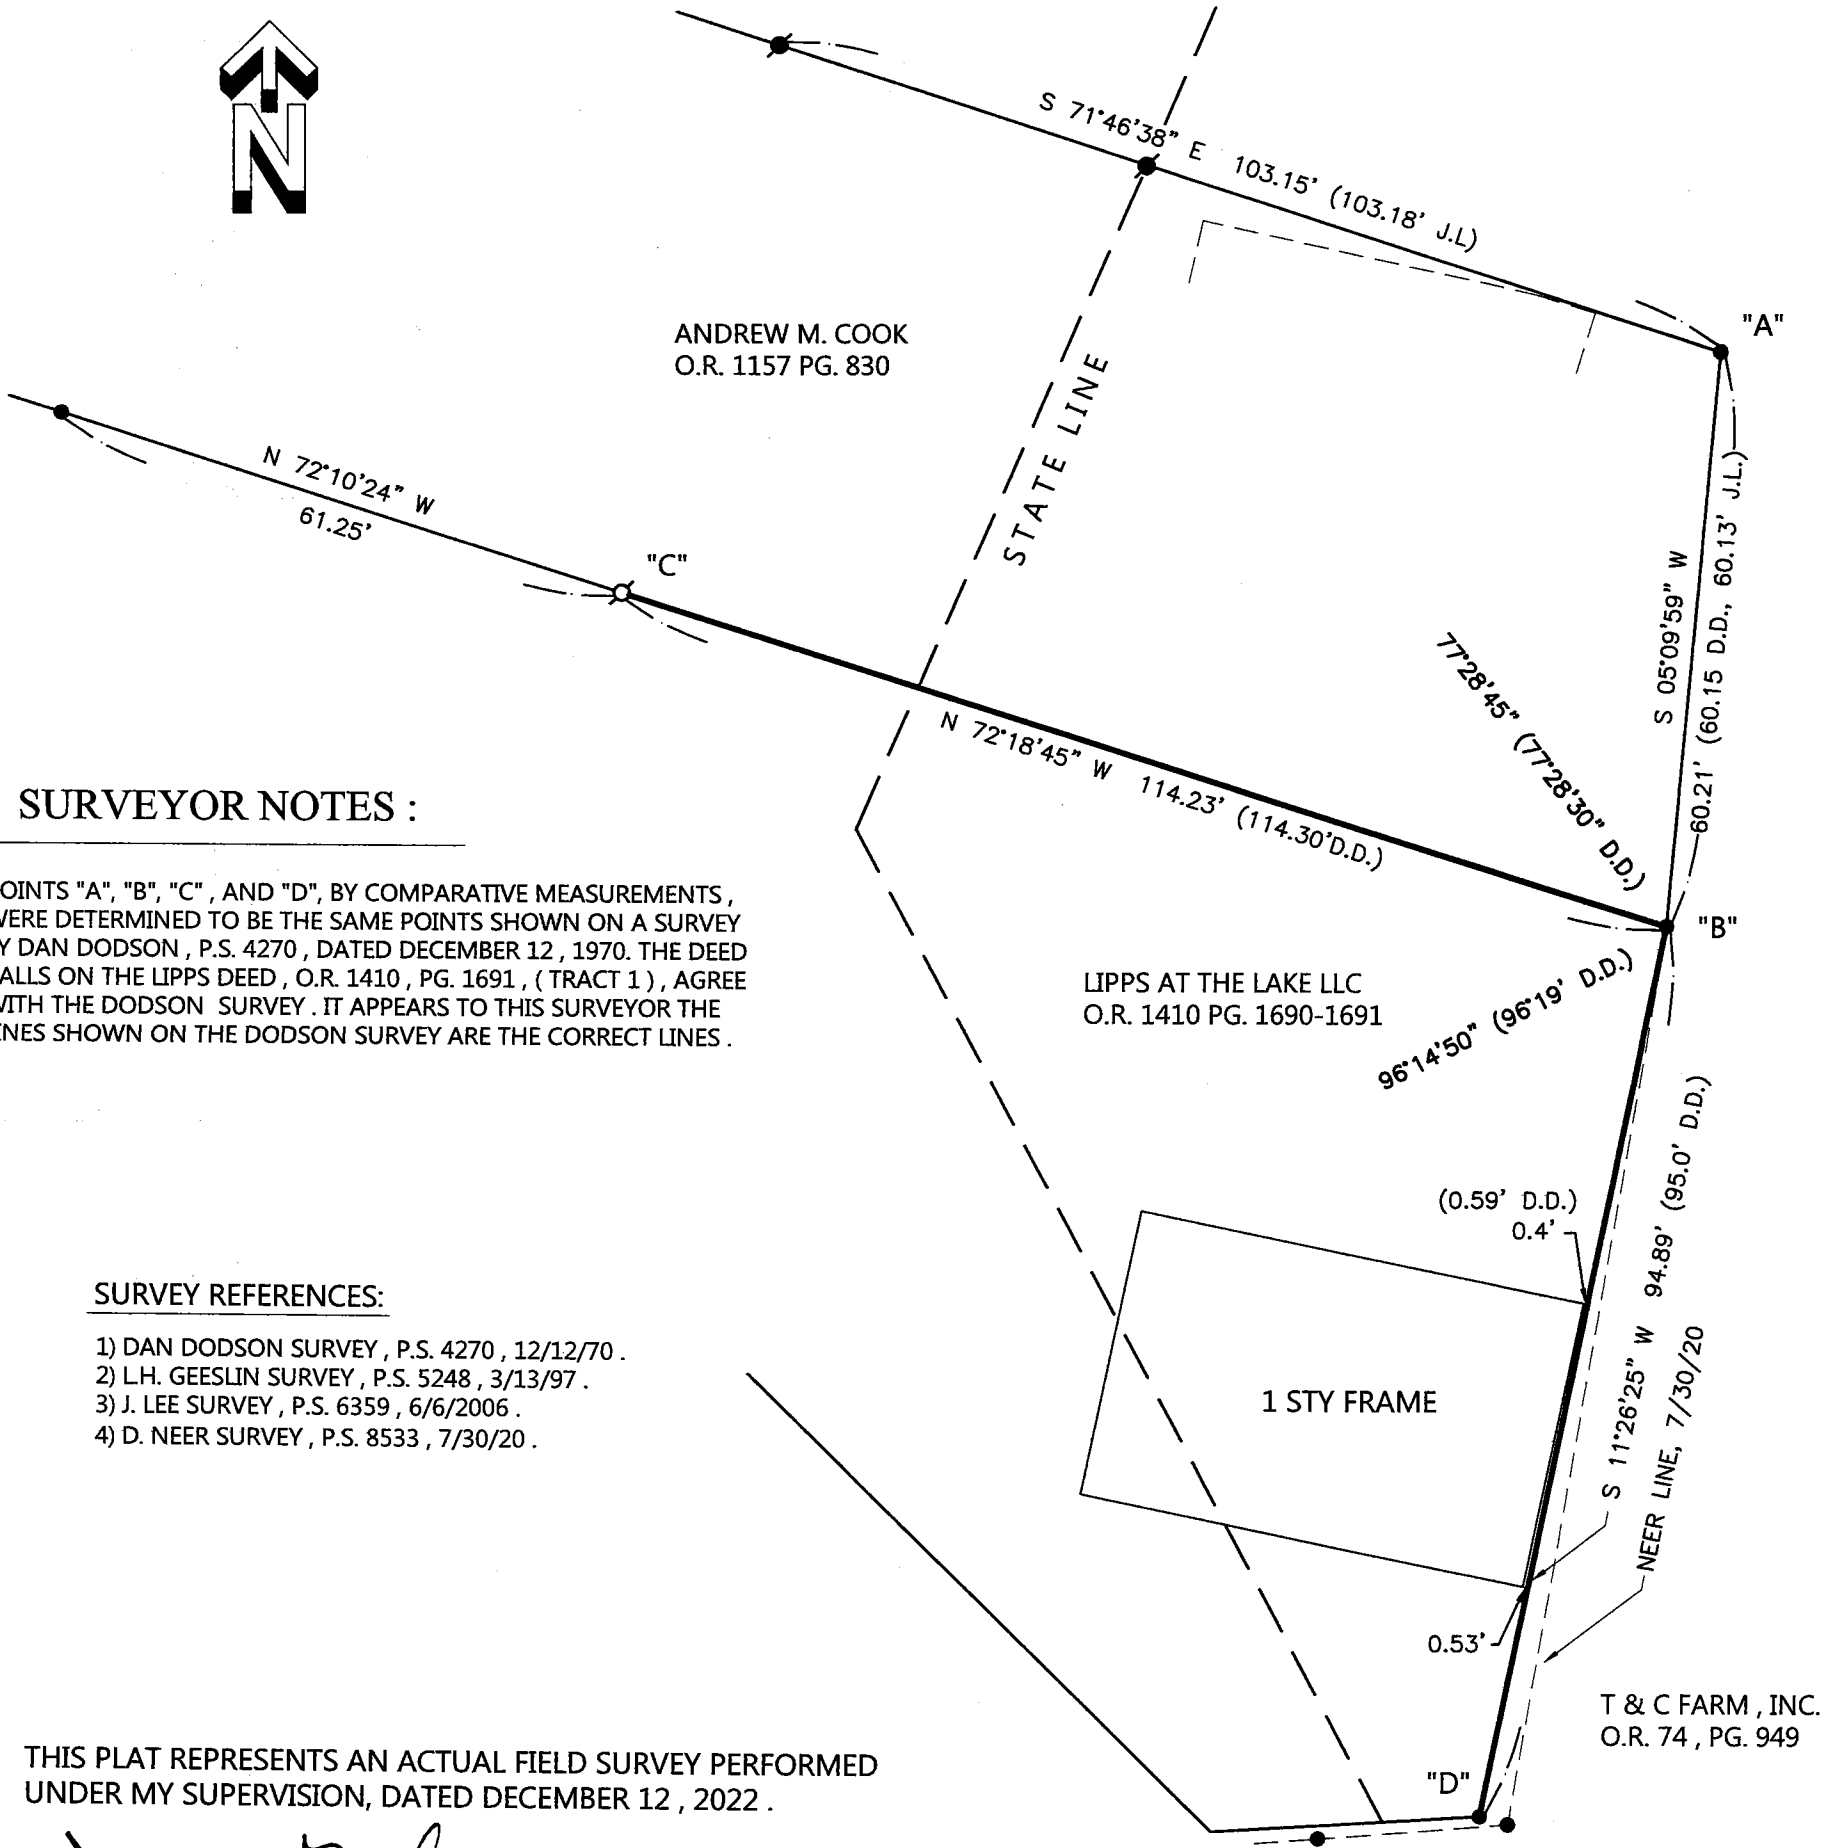 N
S 71°46'38" E 103.15' (103.18' J.L)
"A"
ANDREW M. COOK
O.R. 1157 PG. 830
STATE LINE
N 72°10'24" W
61.25'
"C"
S 05°09'59" W
60.21' (60.15 D.D., 60.13' J.L.)
77°28'45" (77°28'30" D.D.)
N 72°18'45" W 114.23' (114.30'D.D.)
"B"
SURVEYOR NOTES :
OINTS "A", "B", "C" , AND "D", BY COMPARATIVE MEASUREMENTS ,
WERE DETERMINED TO BE THE SAME POINTS SHOWN ON A SURVEY
Y DAN DODSON , P.S. 4270 , DATED DECEMBER 12 , 1970. THE DEED
ALLS ON THE LIPPS DEED , O.R. 1410 , PG. 1691 , ( TRACT 1 ) , AGREE
WITH THE DODSON SURVEY . IT APPEARS TO THIS SURVEYOR THE
INES SHOWN ON THE DODSON SURVEY ARE THE CORRECT LINES .
LIPPS AT THE LAKE LLC
O.R. 1410 PG. 1690-1691
96°14'50" (96°19' D.D.)
S 11°26'25" W 94.89' (95.0' D.D.)
(0.59' D.D.)
0.4'
SURVEY REFERENCES:
1) DAN DODSON SURVEY , P.S. 4270 , 12/12/70 .
2) L.H. GEESLIN SURVEY , P.S. 5248 , 3/13/97 .
3) J. LEE SURVEY , P.S. 6359 , 6/6/2006 .
4) D. NEER SURVEY , P.S. 8533 , 7/30/20 .
1 STY FRAME
NEER LINE, 7/30/20
0.53'
T & C FARM , INC.
O.R. 74 , PG. 949
"D"
THIS PLAT REPRESENTS AN ACTUAL FIELD SURVEY PERFORMED
UNDER MY SUPERVISION, DATED DECEMBER 12 , 2022 .